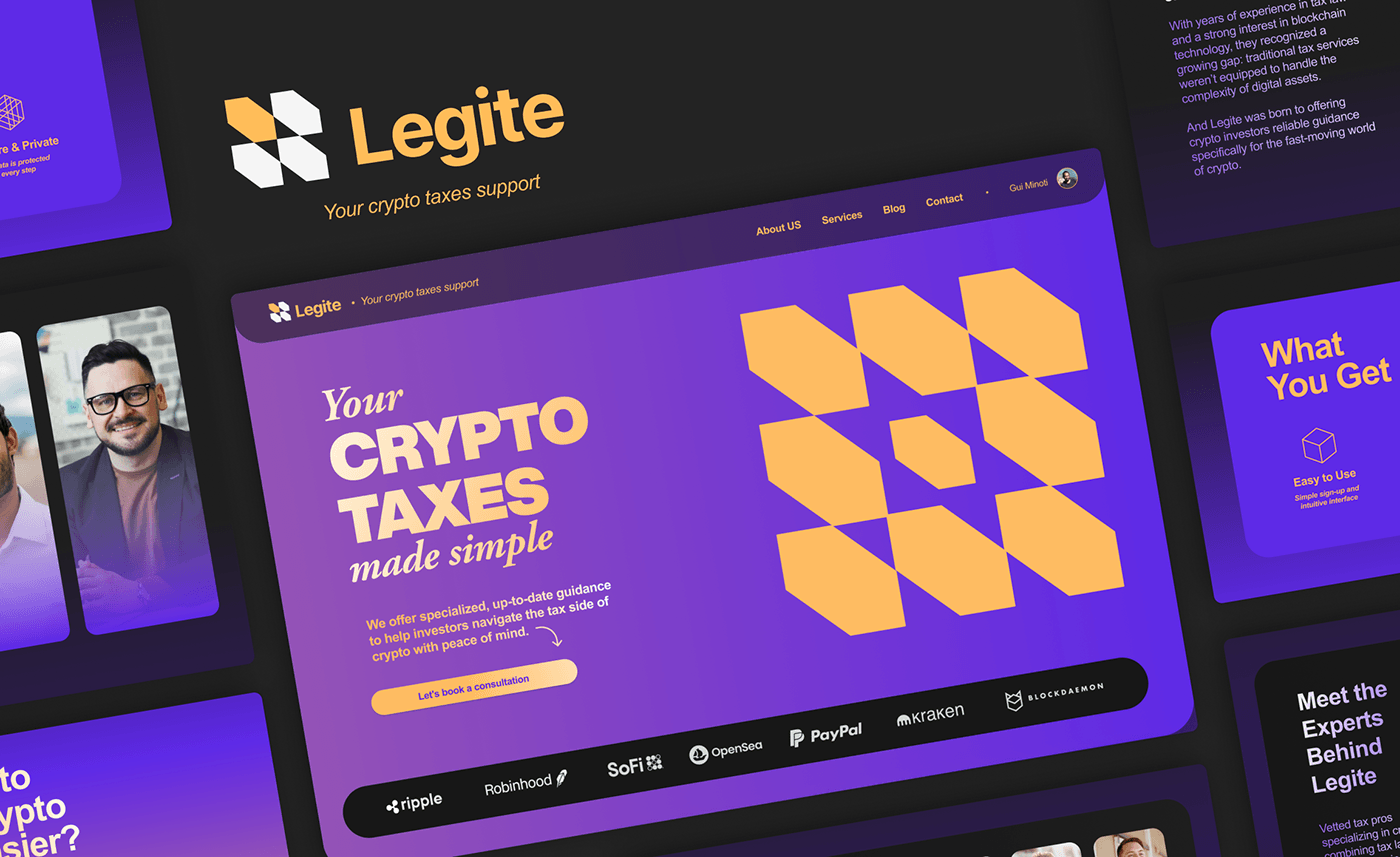 Legite
Your crypto taxes support
re & Private
ata is protected
every step
With years of experience in tax law
and a strong interest in blockchain
technology, they recognized a
growing gap: traditional tax services
weren't equipped to handle the
complexity of digital assets.
And Legite was born to offering
crypto investors reliable guidance
specifically for the fast-moving world
of crypto.
Legite • Your crypto taxes support
About US Services Blog Contact • Gui Minoti
Your
CRYPTO
TAXES
made simple
We offer specialized, up-to-date guidance
to help investors navigate the tax side of
crypto with peace of mind.
Let's book a consultation
ripple Robinhood SoFi OpenSea PayPal kraken BLOCKDAEMON
What
You Get
Easy to Use
Simple sign-up and
intuitive interface
to
ypto
sier?
Meet the
Experts
Behind
Legite
Vetted tax pros
specializing in
combining tax